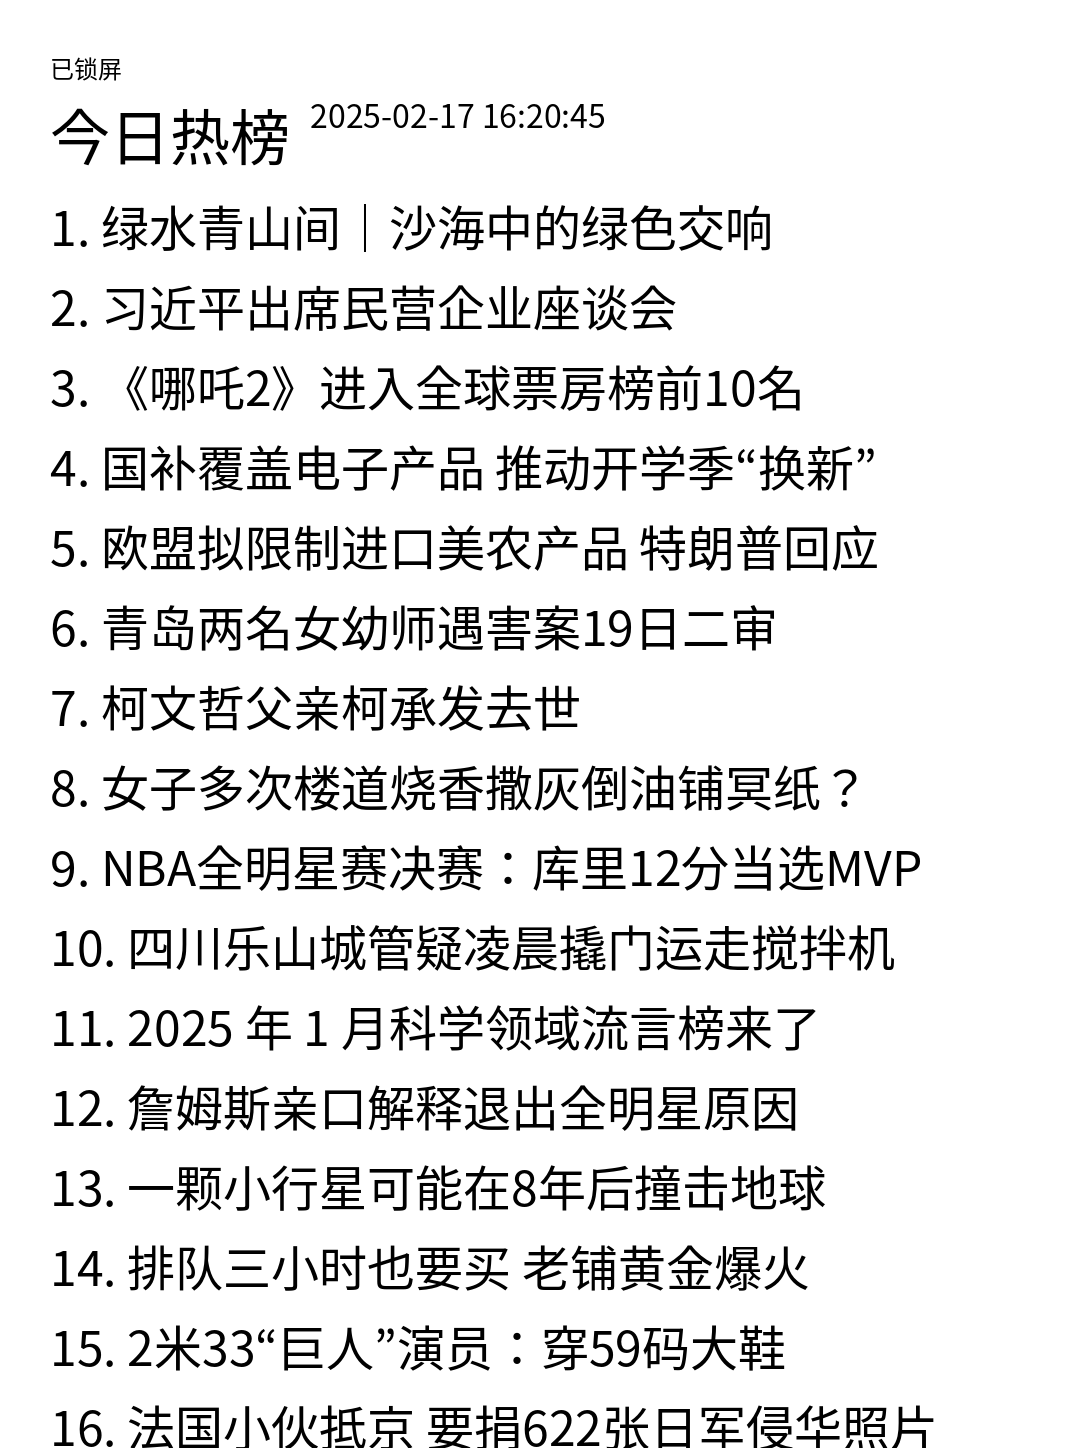 已锁屏
今日热榜 2025-02-17 16:20:45
1. 绿水青山间｜沙海中的绿色交响
2. 习近平出席民营企业座谈会
3. 《哪吒2》进入全球票房榜前10名
4. 国补覆盖电子产品 推动开学季“换新”
5. 欧盟拟限制进口美农产品 特朗普回应
6. 青岛两名女幼师遇害案19日二审
7. 柯文哲父亲柯承发去世
8. 女子多次楼道烧香撒灰倒油铺冥纸？
9. NBA全明星赛决赛：库里12分当选MVP
10. 四川乐山城管疑凌晨撬门运走搅拌机
11. 2025 年 1 月科学领域流言榜来了
12. 詹姆斯亲口解释退出全明星原因
13. 一颗小行星可能在8年后撞击地球
14. 排队三小时也要买 老铺黄金爆火
15. 2米33“巨人”演员：穿59码大鞋
16. 法国小伙抵京 要捐622张日军侵华照片